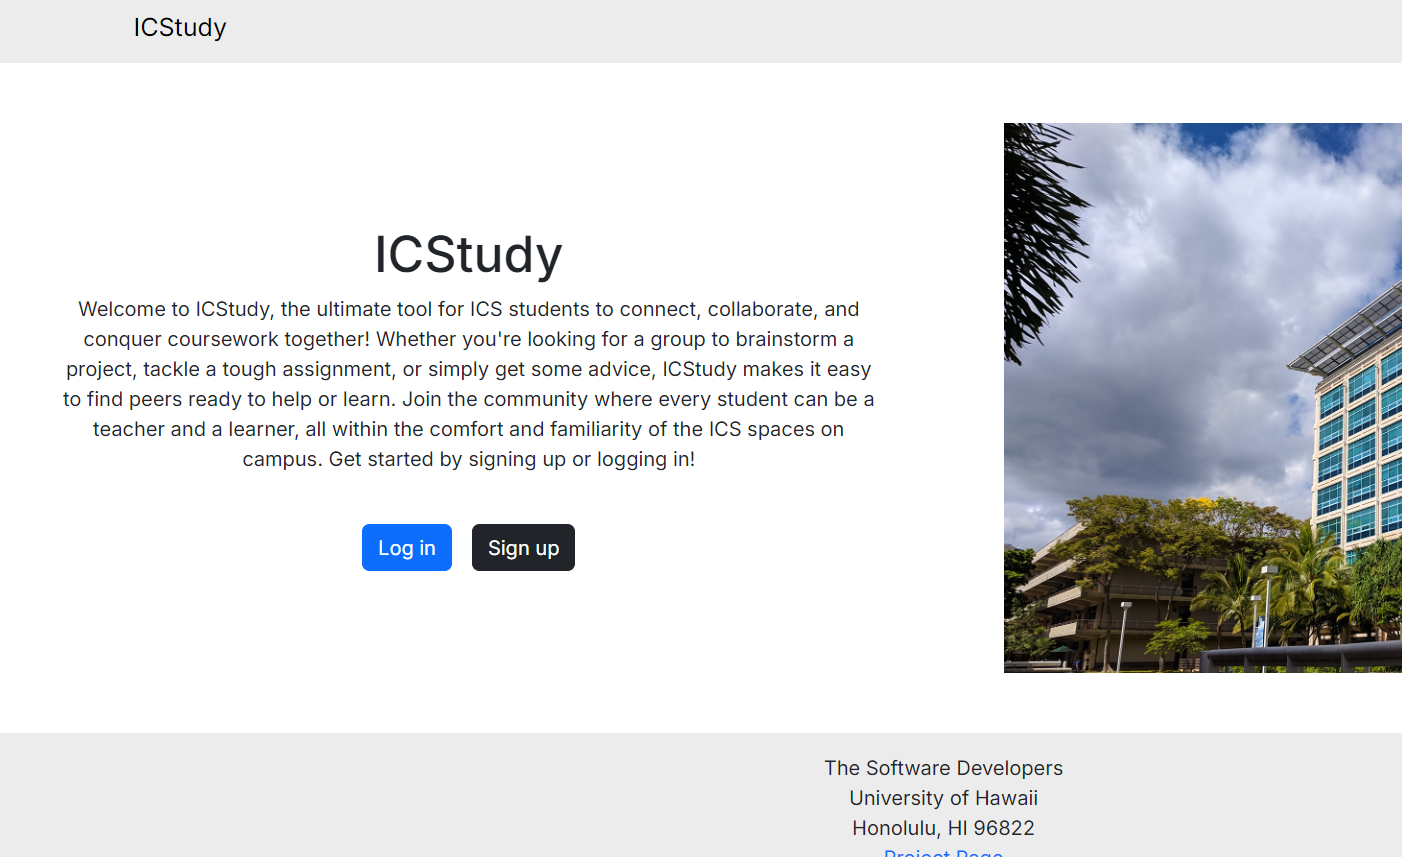 ICStudy
ICStudy
Welcome to ICStudy, the ultimate tool for ICS students to connect, collaborate, and
conquer coursework together! Whether you're looking for a group to brainstorm a
project, tackle a tough assignment, or simply get some advice, ICStudy makes it easy
to find peers ready to help or learn. Join the community where every student can be a
teacher and a learner, all within the comfort and familiarity of the ICS spaces on
campus. Get started by signing up or logging in!
Log in
Sign up
The Software Developers
University of Hawaii
Honolulu, HI 96822
Project Page